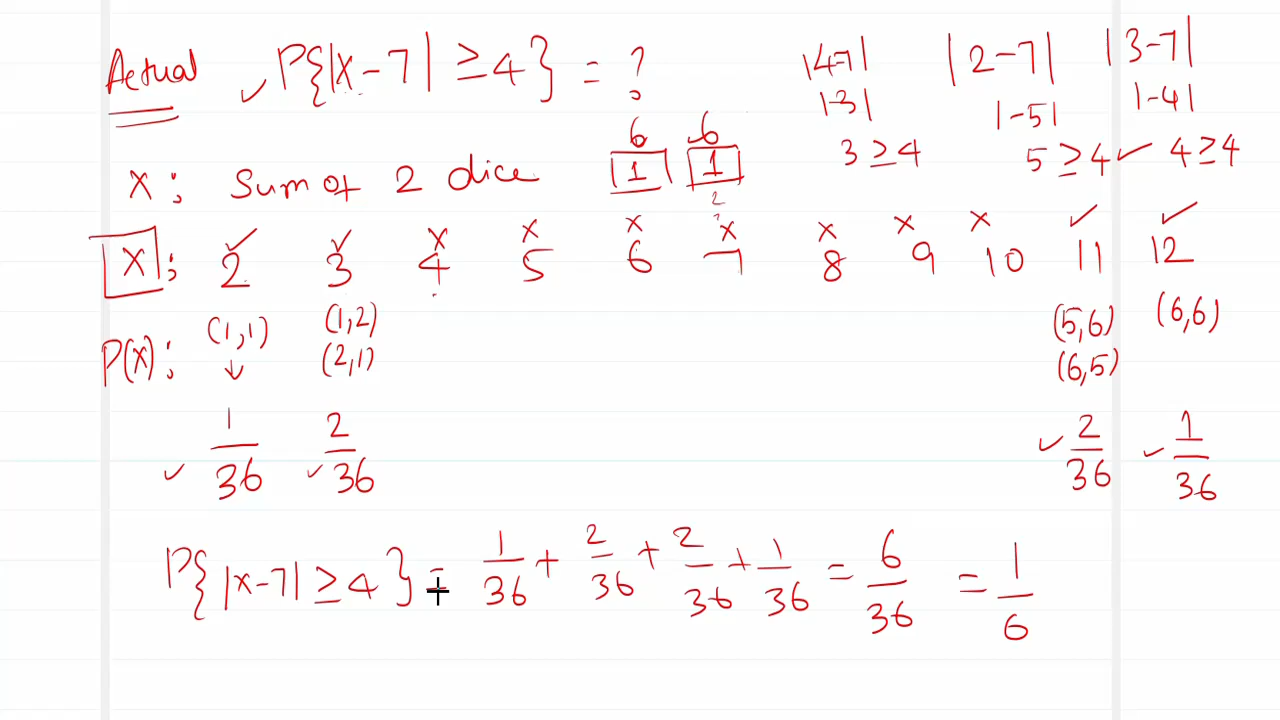 Actual ✓ P{|X-7| ≥ 4} = ? |4-7| |2-7| |3-7|
|-3| |-5| |-4|
6 6
3 ≥ 4 5 ≥ 4 ✓ 4 ≥ 4
X : Sum of 2 dice 1 1
2
✓ ✓ x x x x x x x ✓ ✓
X : 2 3 4 5 6 7 8 9 10 11 12
P(X) : (1,1) (1,2) (5,6) (6,6)
↓ (2,1) (6,5)
✓ 1/36 ✓ 2/36 ✓ 2/36 ✓ 1/36
P{|X-7| ≥ 4} = 1/36 + 2/36 + 2/36 + 1/36 = 6/36 = 1/6